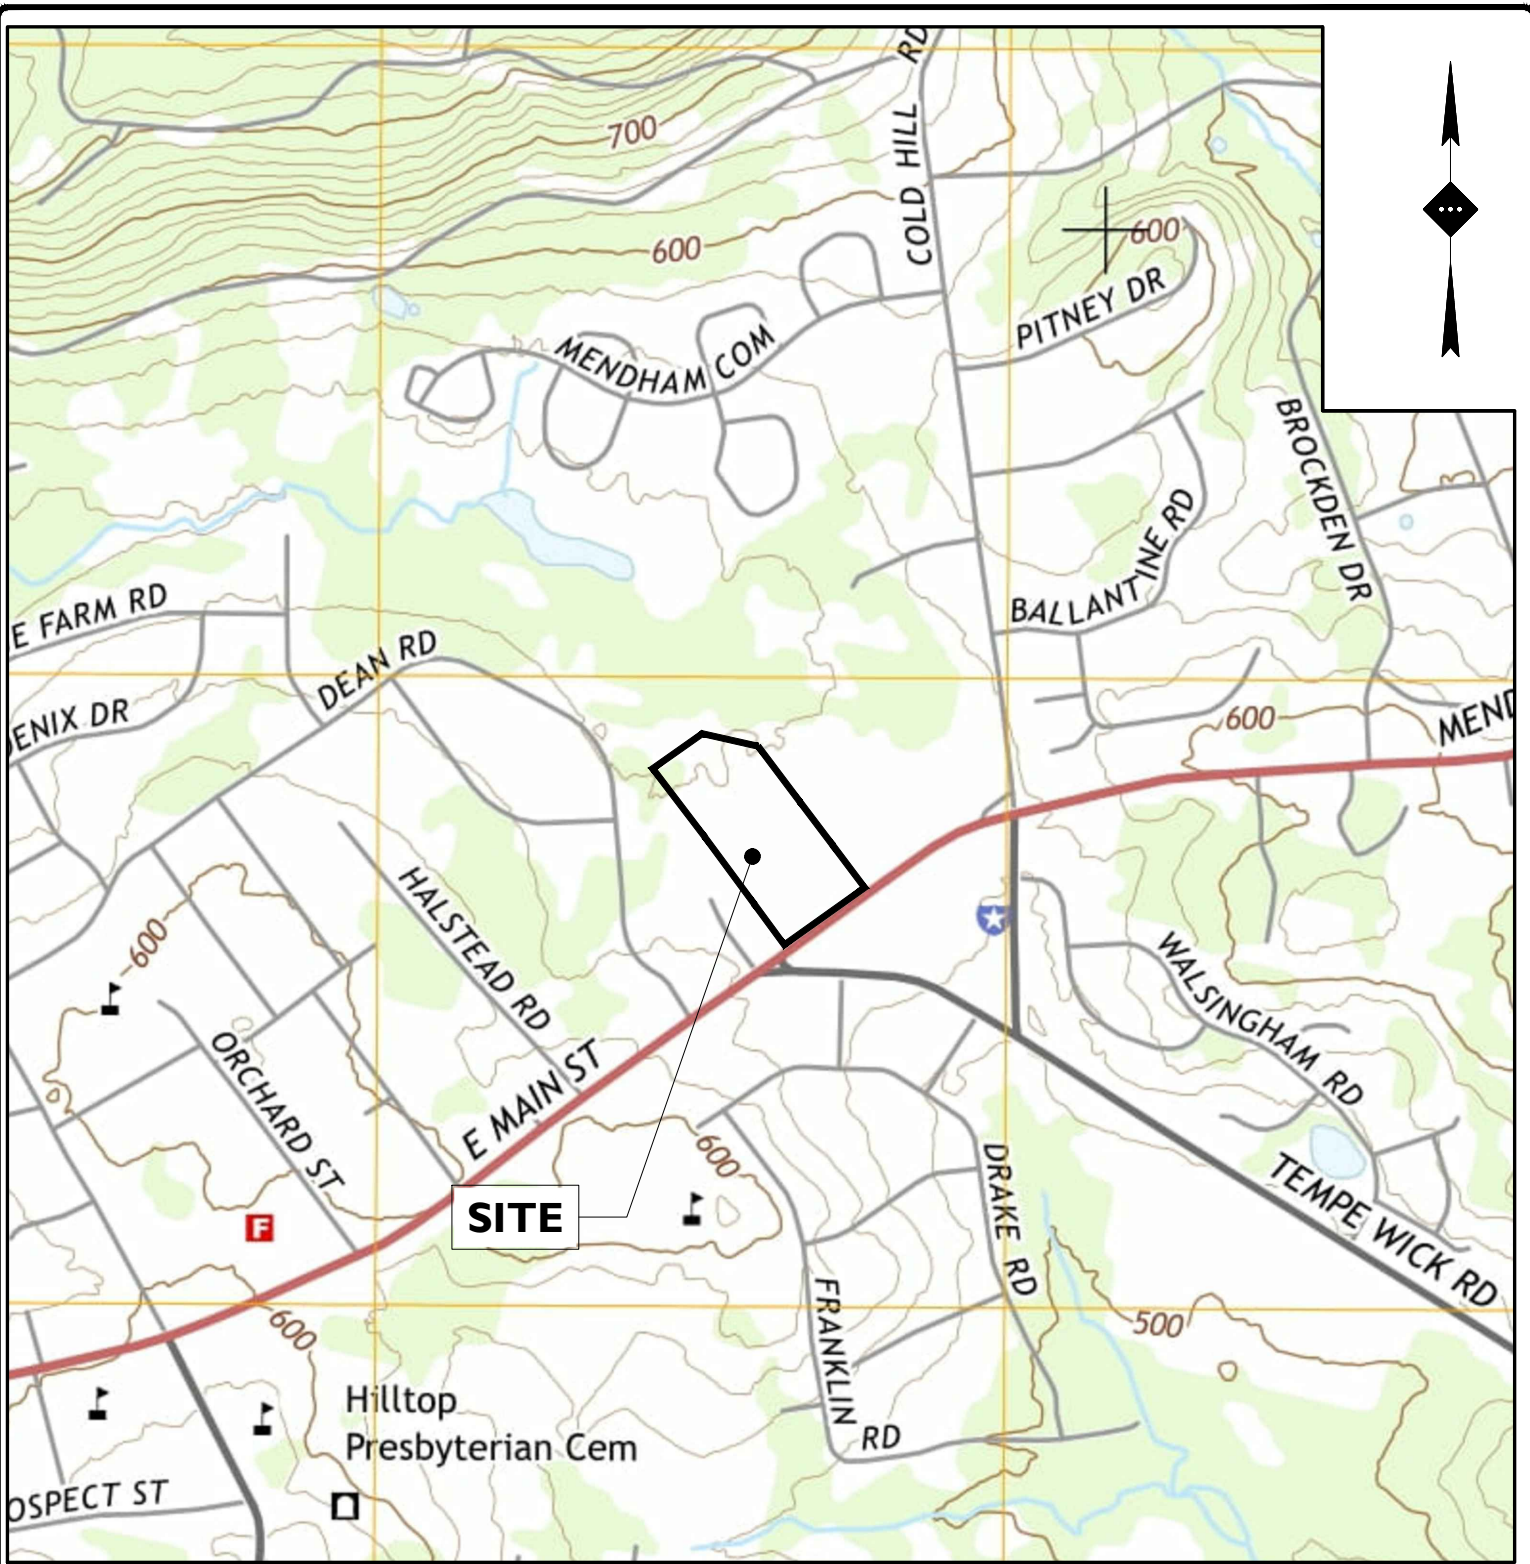 RD
COLD HILL
700
600
600
PITNEY DR
MENDHAM COM
BROCKDEN DR
BALLANTINE RD
E FARM RD
DEAN RD
ENIX DR
600
MEND
HALSTEAD RD
600
WALSINGHAM RD
ORCHARD ST
E MAIN ST
600
DRAKE RD
TEMPE WICK RD
SITE
F
600
FRANKLIN RD
500
Hilltop
Presbyterian Cem
OSPECT ST